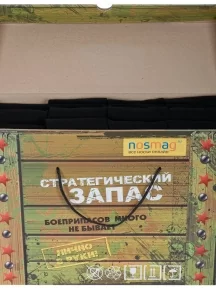 nosmag
СТРАТЕГИЧЕСКИЙ
ЗАПАС
БОЕПРИПАСОВ МНОГО
НЕ БЫВАЕТ
ЛИЧНО
В РУКИ!